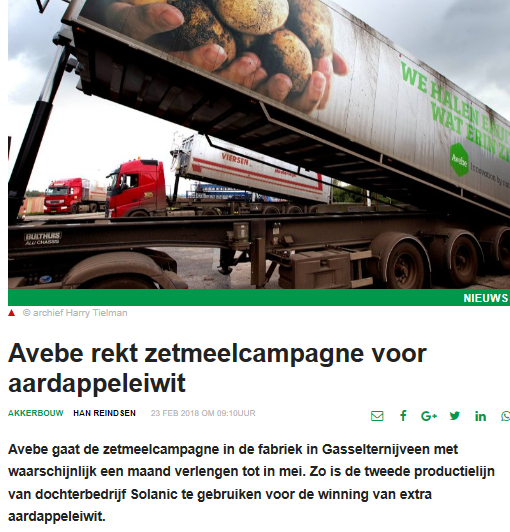 WE HALEN
WAT ERIN
Avebe innovation by
VIERSEN
BULTHUIS
ALU CHASSIS
NIEUWS
© archief Harry Tielman
Avebe rekt zetmeelcampagne voor
aardappeleiwit
AKKERBOUW HAN REINDSEN 23 FEB 2018 OM 09:10UUR
Avebe gaat de zetmeelcampagne in de fabriek in Gasselternijveen met
waarschijnlijk een maand verlengen tot in mei. Zo is de tweede productielijn
van dochterbedrijf Solanic te gebruiken voor de winning van extra
aardappeleiwit.